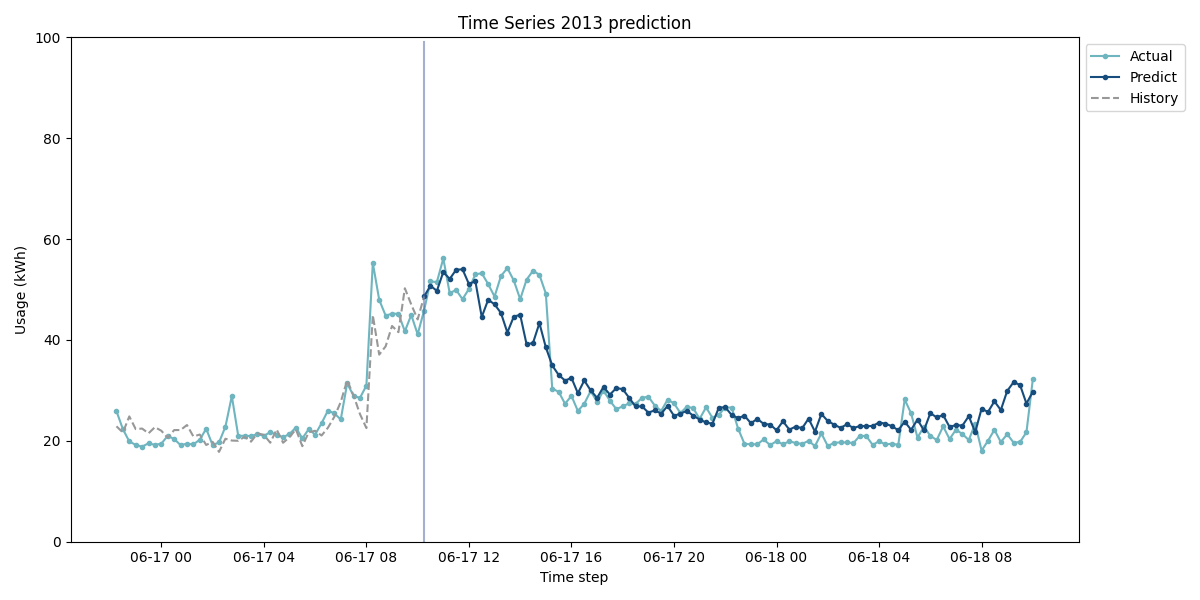 Time Series 2013 prediction
Usage (kWh)
100
80
60
40
20
0
06-17 00
06-17 04
06-17 08
06-17 12
06-17 16
06-17 20
06-18 00
06-18 04
06-18 08
Time step
Actual
Predict
History